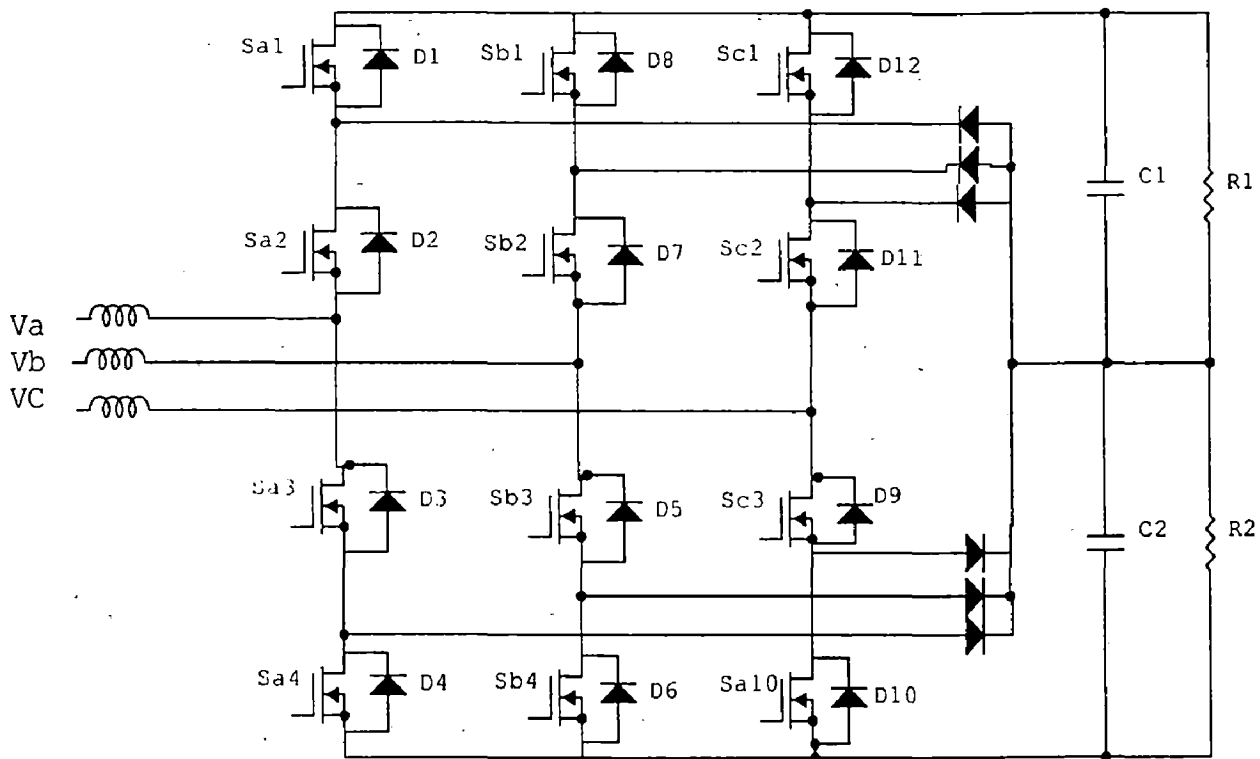 Sa1
D1
Sb1
D8
Sc1
D12
C1
R1
Sa2
D2
Sb2
D7
Sc2
D11
Va
Vb
VC
Sa3
D3
Sb3
D5
Sc3
D9
C2
R2
Sa4
D4
Sb4
D6
Sa10
D10